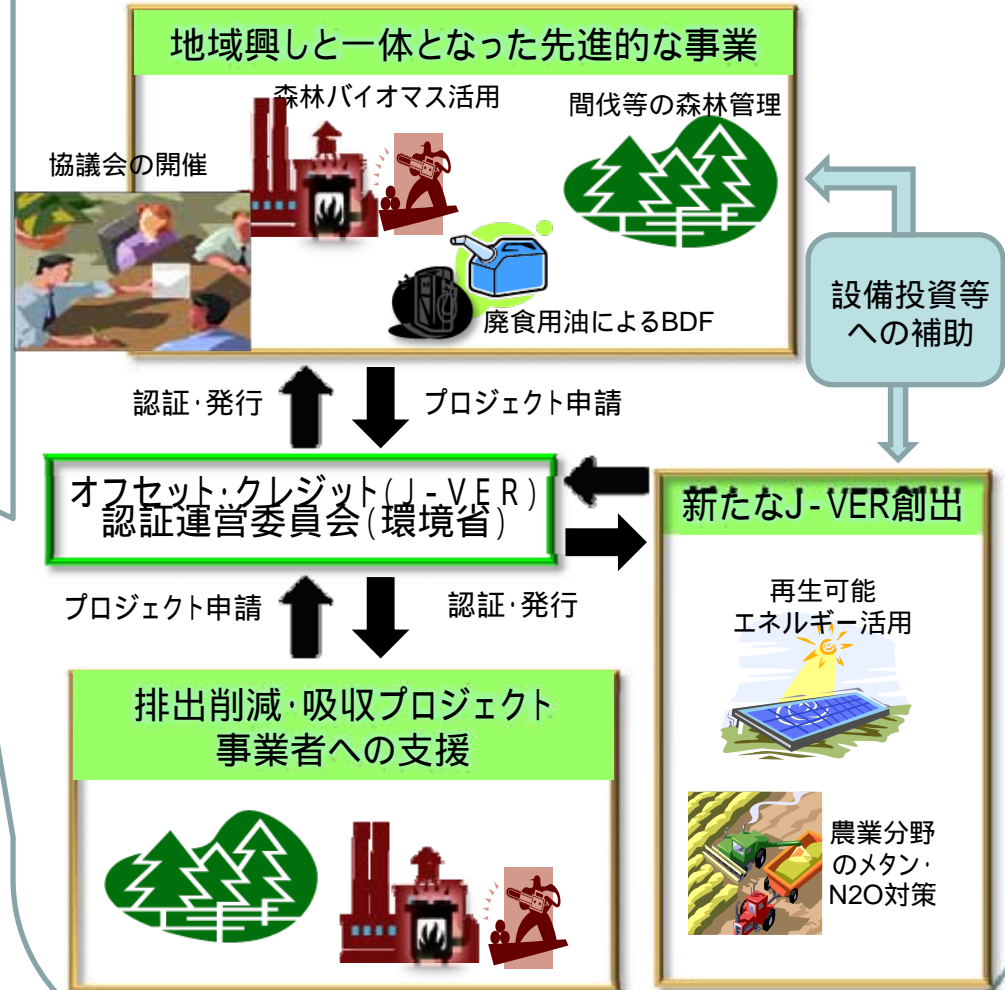 地域興しと一体となった先進的な事業
森林バイオマス活用
間伐等の森林管理
協議会の開催
廃食用油によるBDF
設備投資等
への補助
認証・発行
プロジェクト申請
オフセット・クレジット(J-VER)
認証運営委員会(環境省)
新たなJ-VER創出
再生可能
エネルギー活用
プロジェクト申請
認証・発行
排出削減・吸収プロジェクト
事業者への支援
農業分野
のメタン・
N2O対策